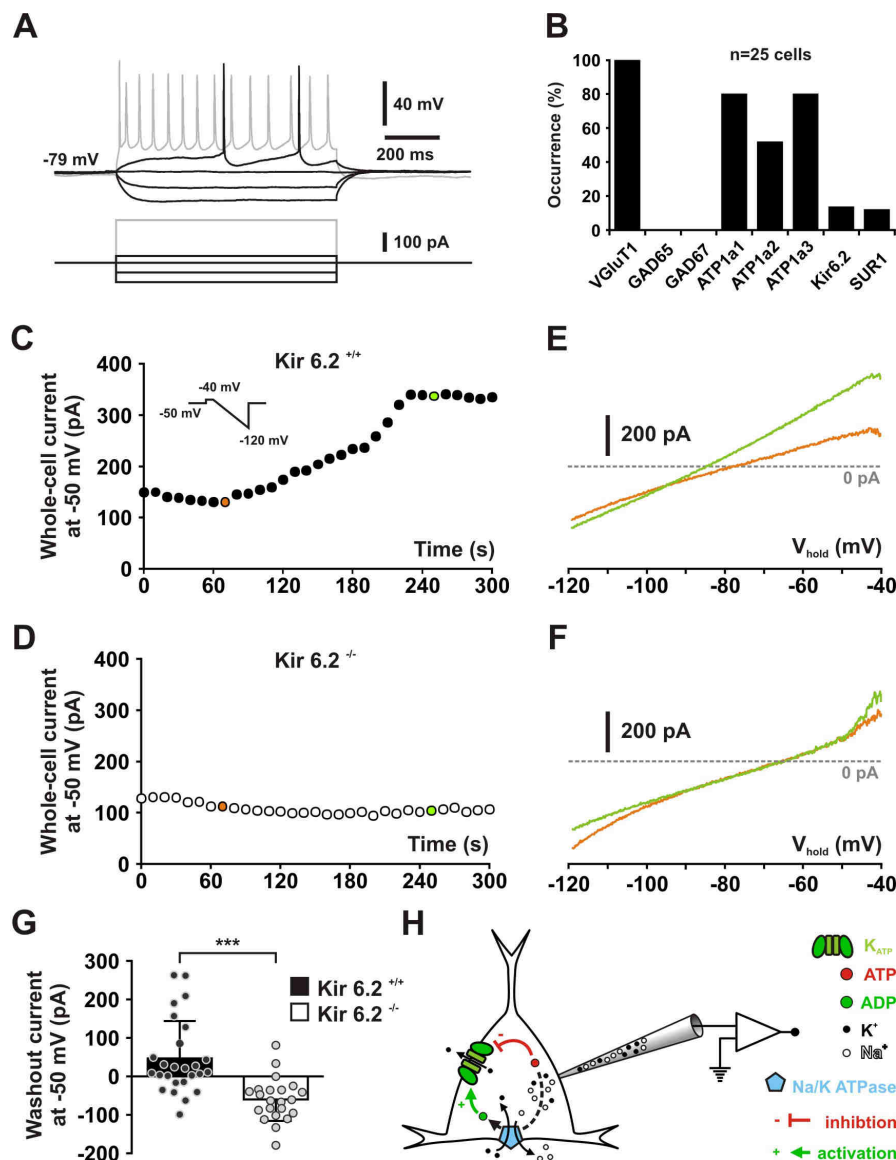 A
-79 mV
40 mV
200 ms
100 pA
B
n=25 cells
Occurrence (%)
100
80
60
40
20
0
VGluT1
GAD65
GAD67
ATP1a1
ATP1a2
ATP1a3
Kir6.2
SUR1
C
Kir 6.2 +/+
Whole-cell current
at -50 mV (pA)
400
300
200
100
0
-40 mV
-50 mV
-120 mV
Time (s)
0 60 120 180 240 300
E
200 pA
0 pA
Vhold (mV)
-120 -100 -80 -60 -40
D
Kir 6.2 -/-
Whole-cell current
at -50 mV (pA)
400
300
200
100
0
Time (s)
0 60 120 180 240 300
F
200 pA
0 pA
Vhold (mV)
-120 -100 -80 -60 -40
G
Washout current
at -50 mV (pA)
300
200
100
0
-100
-200
***
Kir 6.2 +/+
Kir 6.2 -/-
H
-
+
KATP
ATP
ADP
K+
Na+
Na/K ATPase
- inhibtion
+ activation